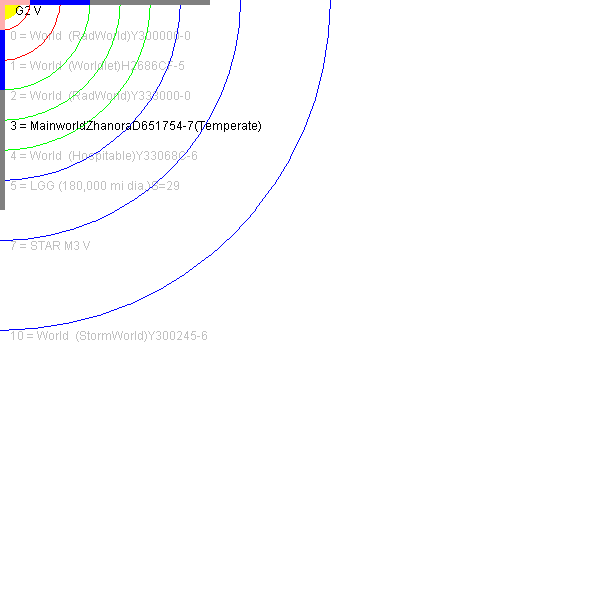 G2 V
0 = World (RadWorld)Y300000-0
1 = World (Worldlet)H2686CF-5
2 = World (RadWorld)Y333000-0
3 = MainworldZhanoraD651754-7(Temperate)
4 = World (Hospitable)Y33068C-6
5 = LGG (180,000 mi dia.)S=29
7 = STAR M3 V
10 = World (StormWorld)Y300245-6